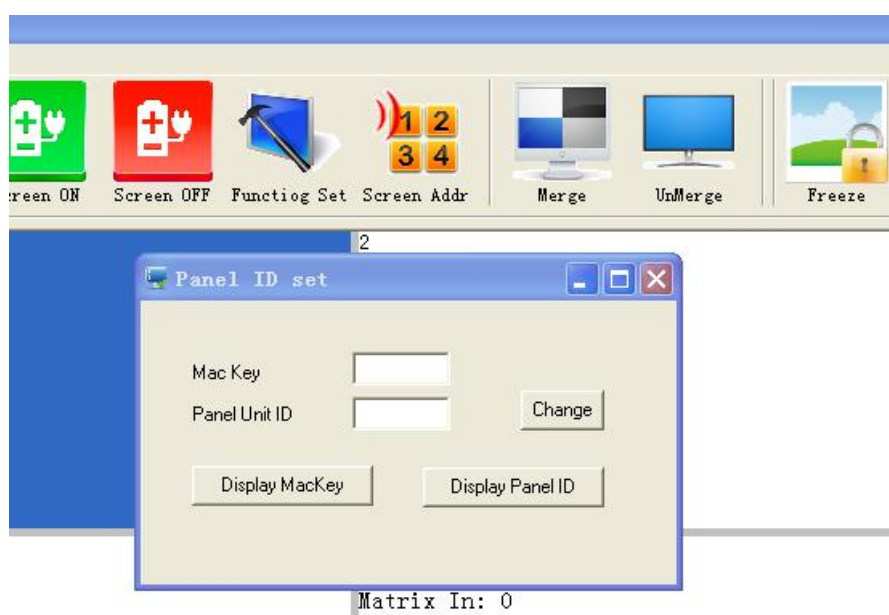 1 2
3 4
reen ON Screen OFF Functiog Set Screen Addr Merge UnMerge Freeze
2
Panel ID set
Mac Key
Panel Unit ID
Change
Display MacKey Display Panel ID
Matrix In: 0